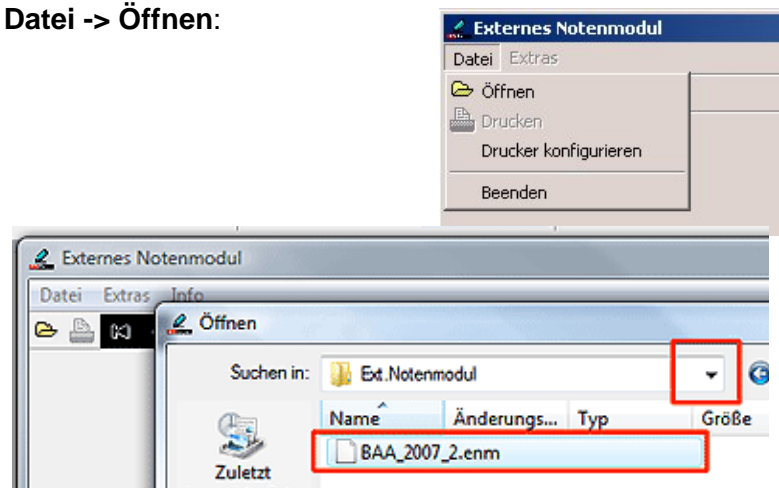 Datei -> Öffnen:
Externes Notenmodul
Datei Extras
Öffnen
Drucken
Drucker konfigurieren
Beenden
Externes Notenmodul
Datei Extras Info
Öffnen
Suchen in: Ext.Notenmodul
Name Änderungs... Typ Größe
BAA_2007_2.enm
Zuletzt